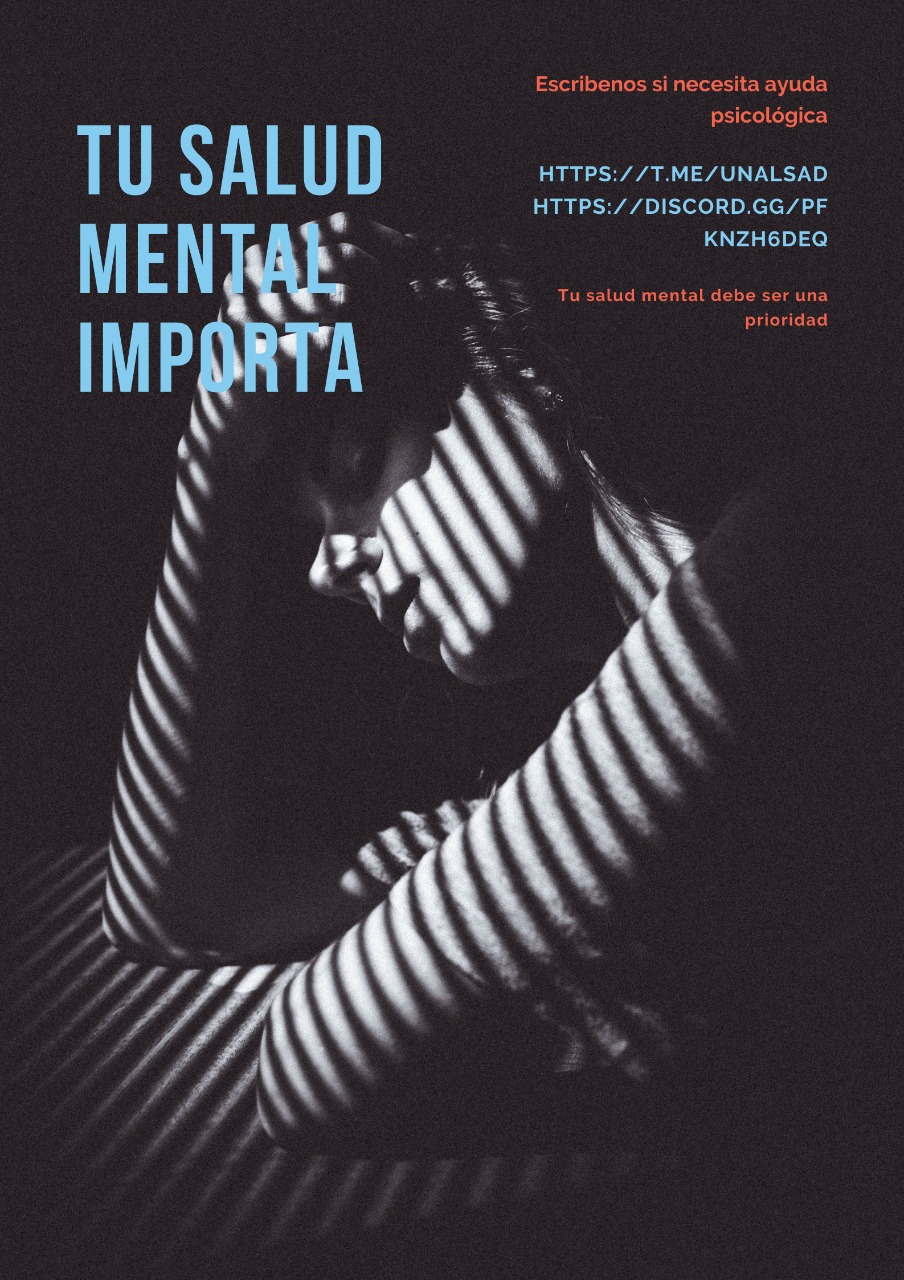 TU SALUD
MENTAL
IMPORTA
Escribenos si necesita ayuda
psicológica
HTTPS://T.ME/UNALSAD
HTTPS://DISCORD.GG/PF
KNZH6DEQ
Tu salud mental debe ser una
prioridad